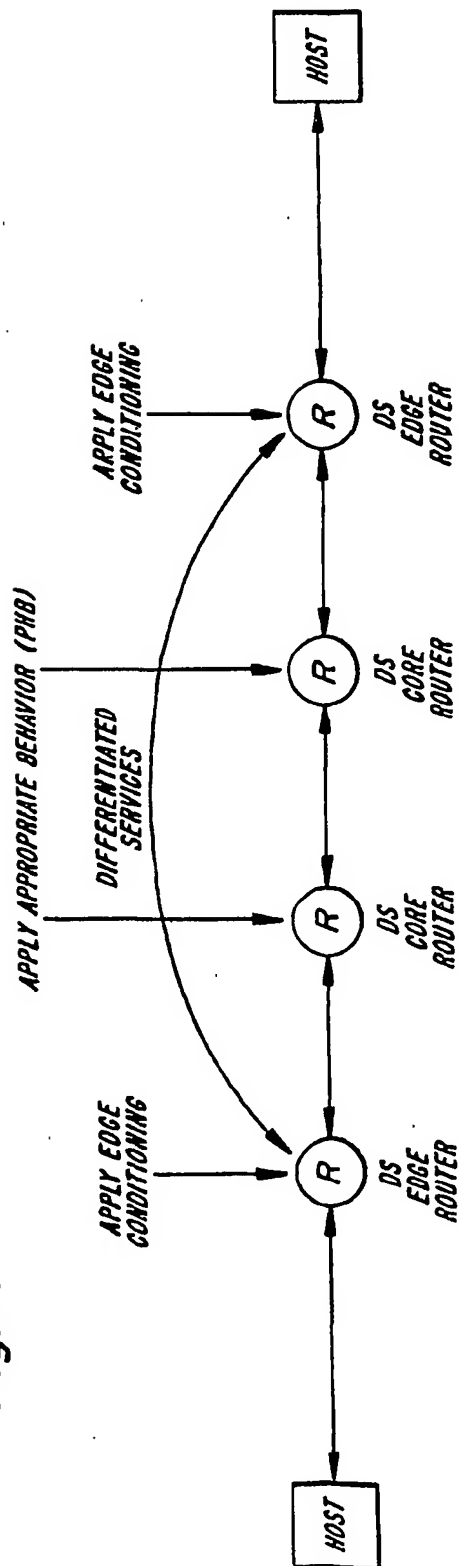 APPLY APPROPRIATE BEHAVIOR (PHB)
APPLY EDGE
CONDITIONING
APPLY EDGE
CONDITIONING
DIFFERENTIATED
SERVICES
HOST
R
R
R
R
HOST
DS
EDGE
ROUTER
DS
CORE
ROUTER
DS
CORE
ROUTER
DS
EDGE
ROUTER